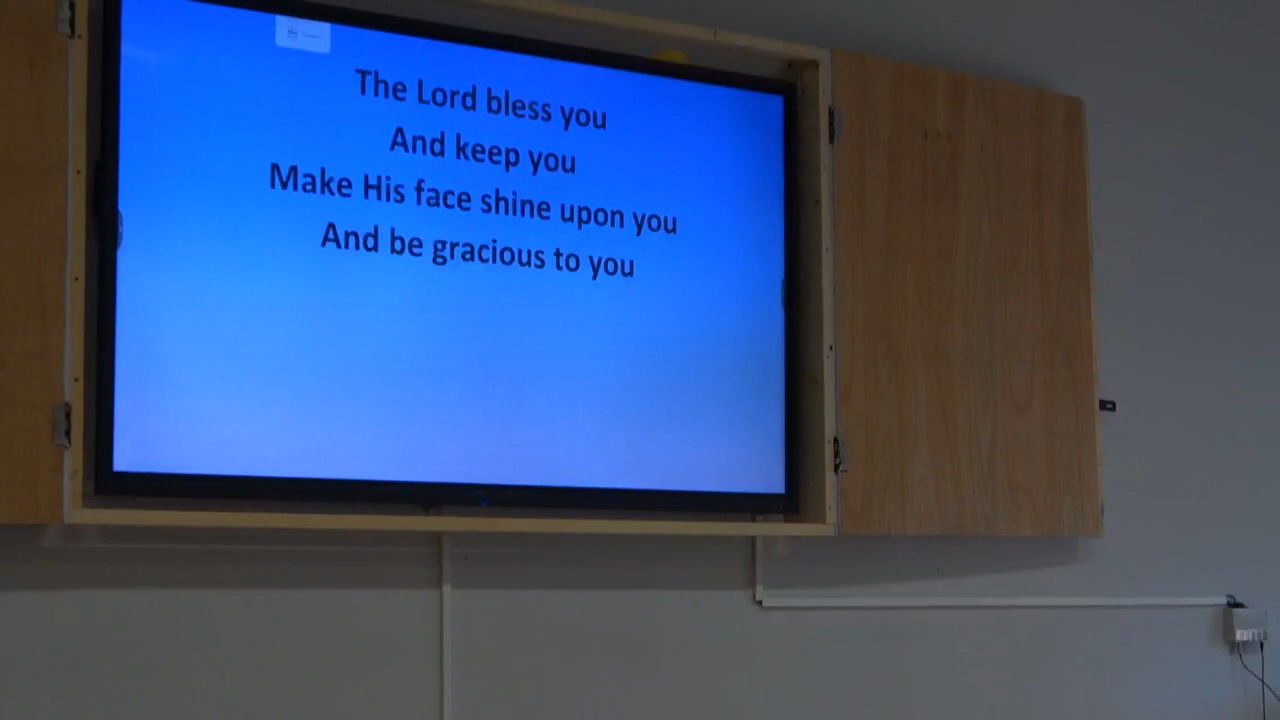 The Lord bless you
And keep you
Make His face shine upon you
And be gracious to you